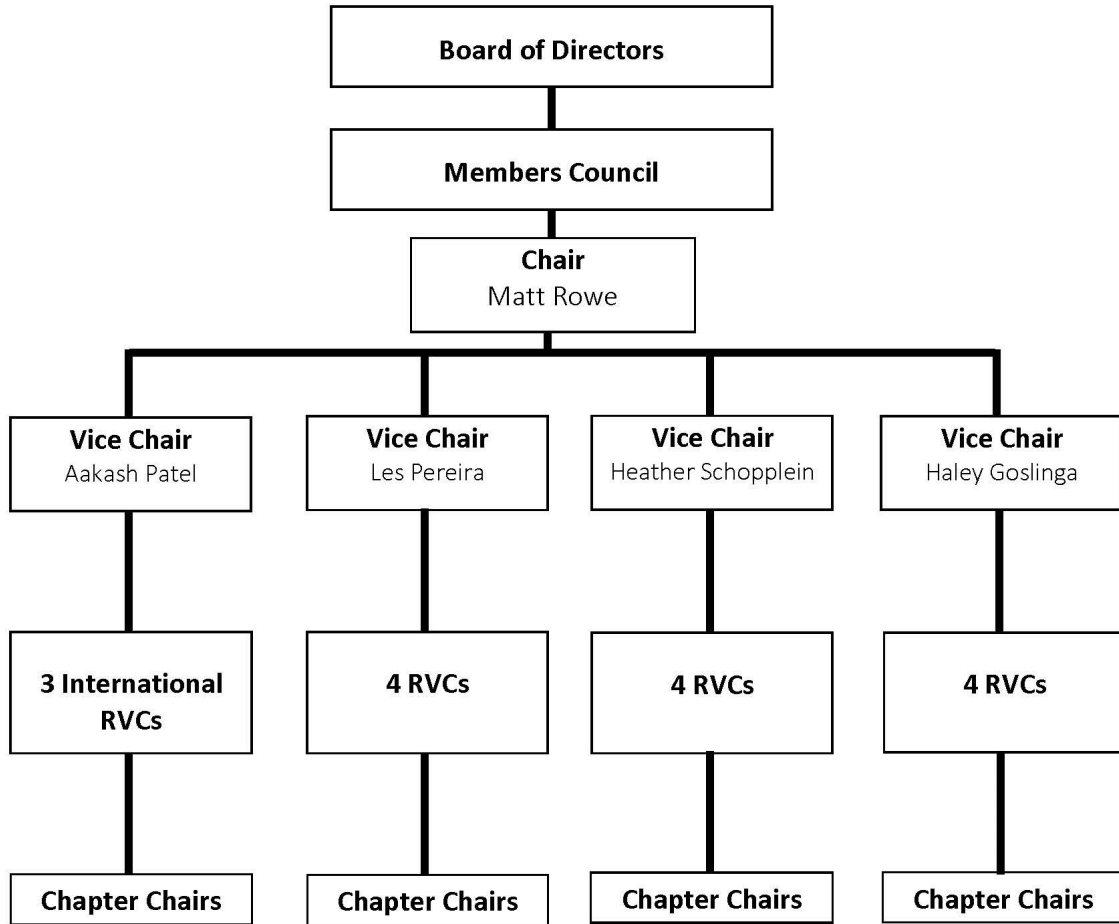 Board of Directors
Members Council
Chair
Matt Rowe
Vice Chair
Aakash Patel
Vice Chair
Les Pereira
Vice Chair
Heather Schopplein
Vice Chair
Haley Goslinga
3 International
RVCs
4 RVCs
4 RVCs
4 RVCs
Chapter Chairs
Chapter Chairs
Chapter Chairs
Chapter Chairs